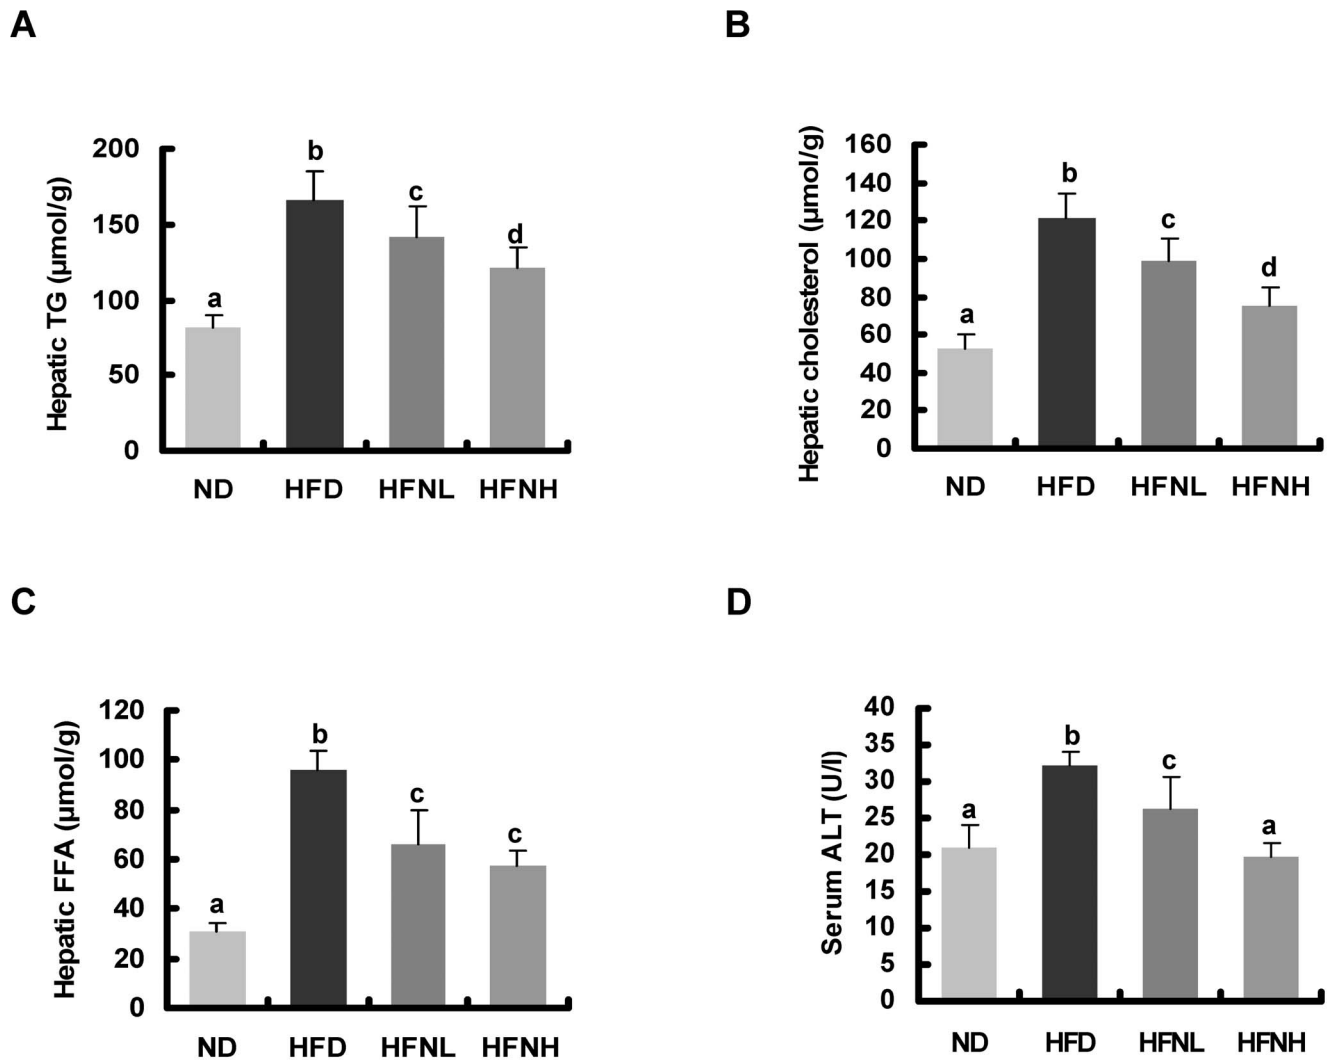 A
Hepatic TG (µmol/g)
200
150
100
50
0
a
b
c
d
ND HFD HFNL HFNH
B
Hepatic cholesterol (µmol/g)
160
140
120
100
80
60
40
20
0
a
b
c
d
ND HFD HFNL HFNH
C
Hepatic FFA (µmol/g)
120
100
80
60
40
20
0
a
b
c
c
ND HFD HFNL HFNH
D
Serum ALT (U/l)
40
35
30
25
20
15
10
5
0
a
b
c
a
ND HFD HFNL HFNH